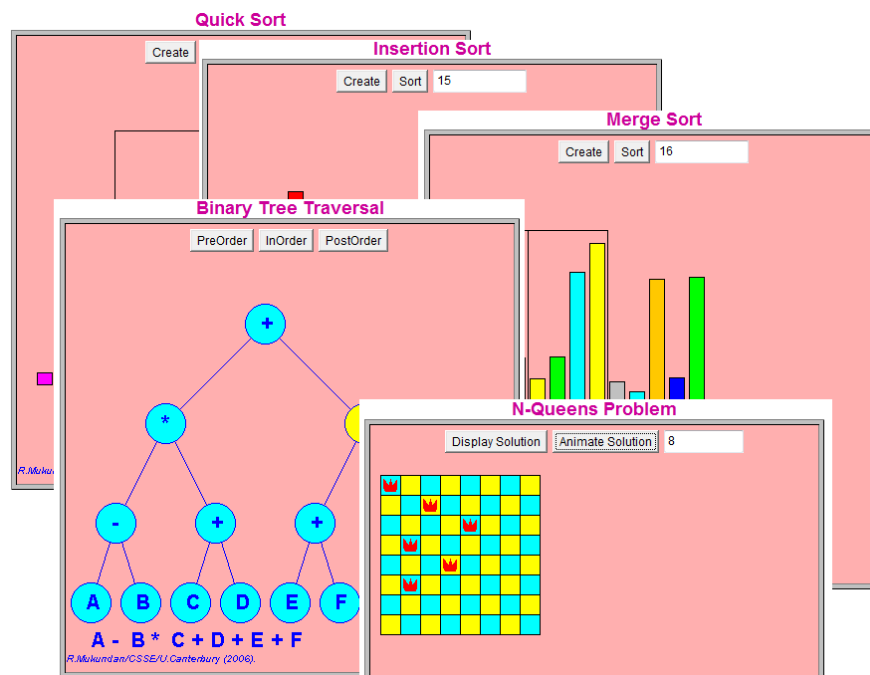 Quick Sort
Create
Insertion Sort
Create Sort 15
Merge Sort
Create Sort 16
Binary Tree Traversal
PreOrder InOrder PostOrder
+
*
- + +
A B C D E F
A - B * C + D + E + F
R.Mukundan/CSSE/U.Canterbury (2006).
N-Queens Problem
Display Solution Animate Solution 8